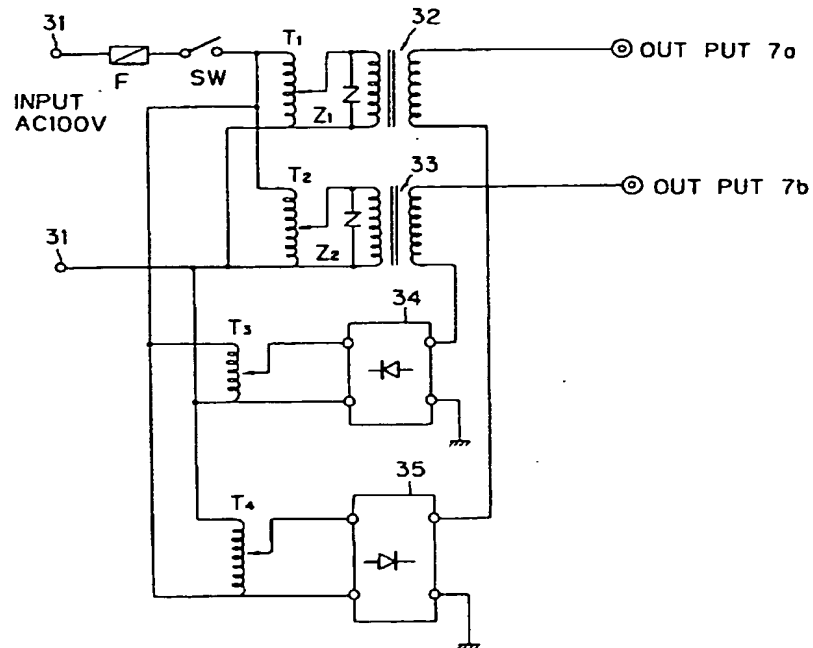 31
F
SW
INPUT
AC100V
T1
Z1
32
OUT PUT 7a
T2
Z2
33
OUT PUT 7b
31
T3
34
T4
35